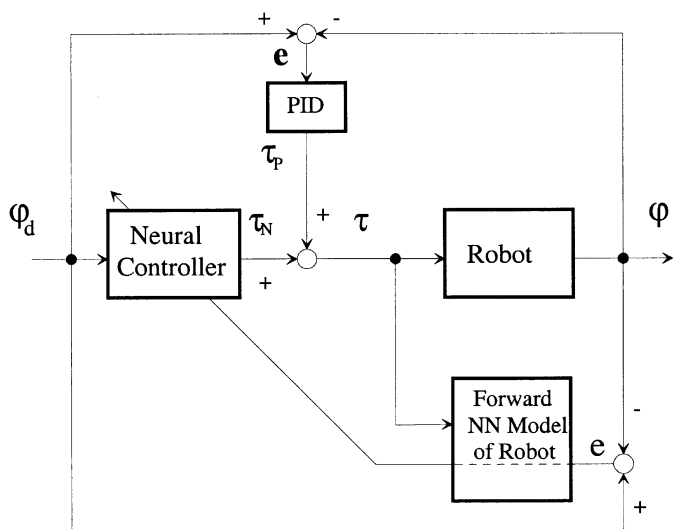 + -
e
PID
τP
φd
Neural
Controller
τN
+
+
τ
Robot
φ
Forward
NN Model
of Robot
e
-
+